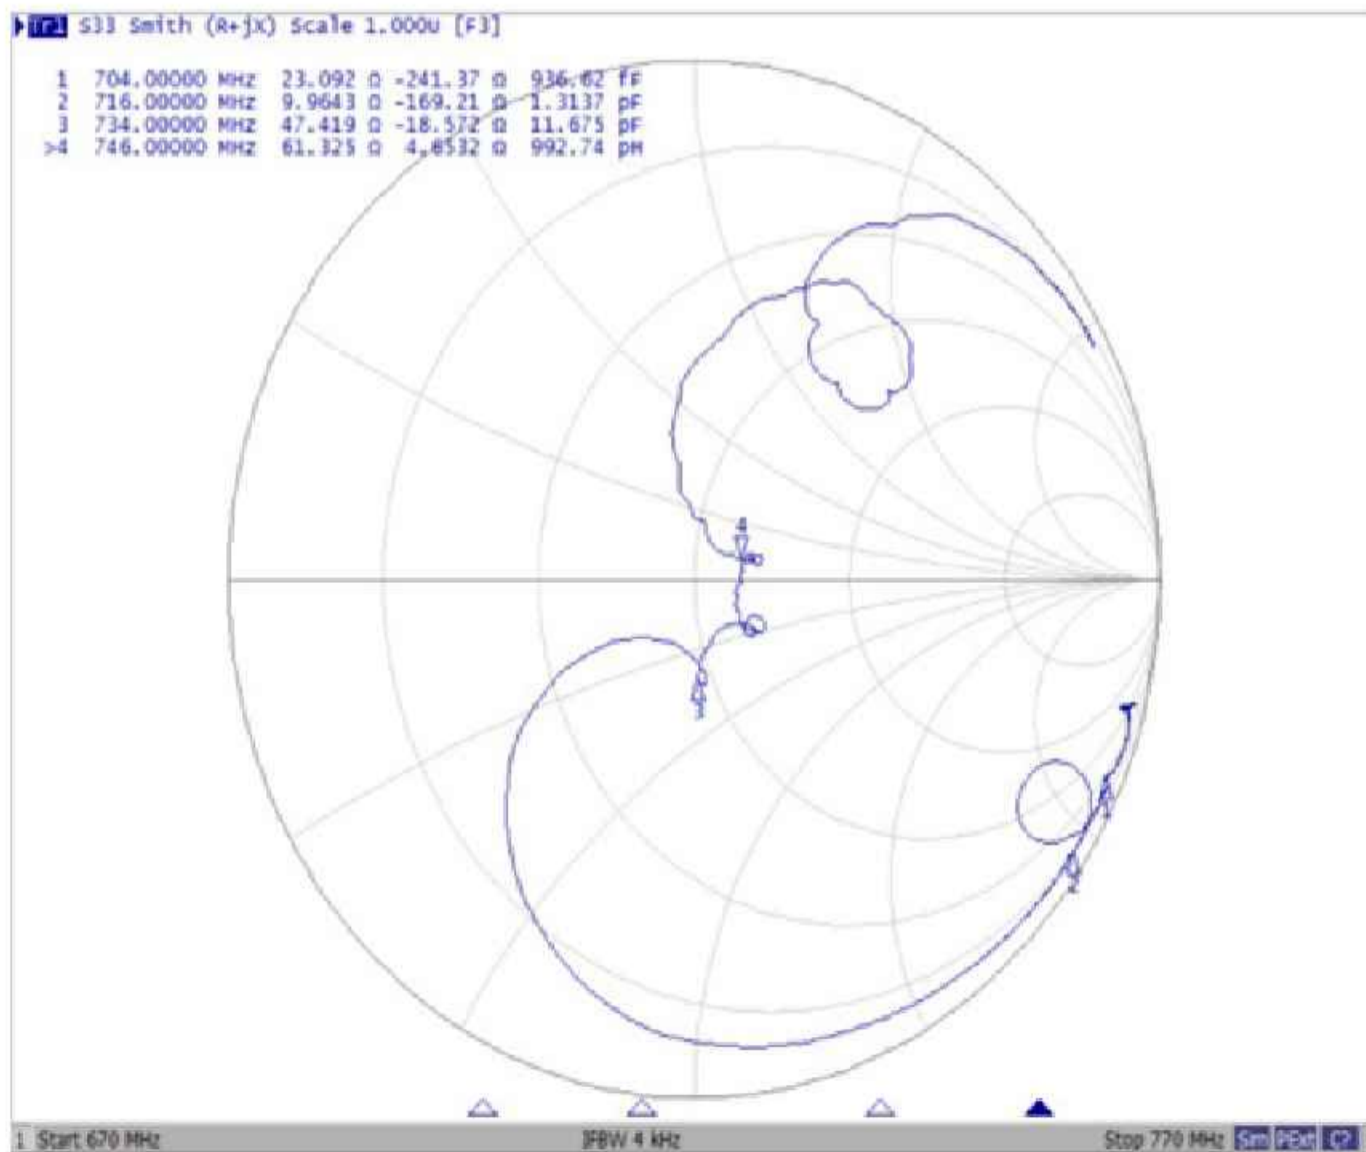 Tr1 S33 Smith (R+jX) Scale 1.000U [F3]
1 704.00000 MHz 23.092 Ω -241.37 Ω 936.62 fF
2 716.00000 MHz 9.9643 Ω -169.21 Ω 1.3137 pF
3 734.00000 MHz 47.419 Ω -18.572 Ω 11.675 pF
>4 746.00000 MHz 61.325 Ω 4.6532 Ω 992.74 pH
4
3
1
2
1 Start 670 MHz IFBW 4 kHz Stop 770 MHz Sim PExt C?